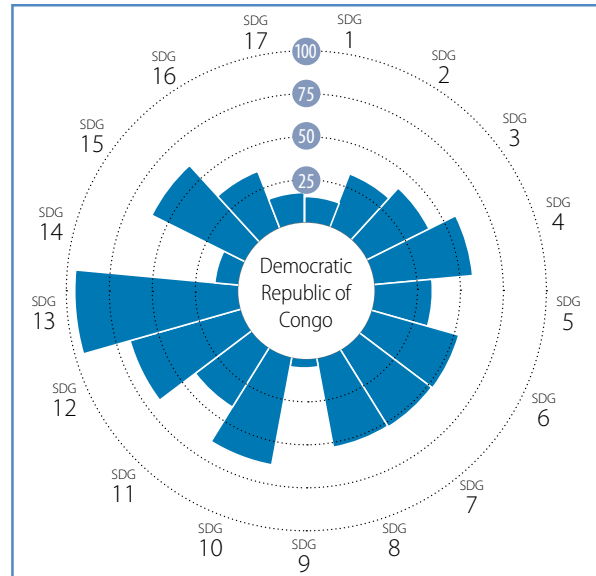 SDG
1
SDG
2
SDG
3
SDG
4
SDG
5
SDG
6
SDG
7
SDG
8
SDG
9
SDG
10
SDG
11
SDG
12
SDG
13
SDG
14
SDG
15
SDG
16
SDG
17
100
75
50
25
Democratic
Republic of
Congo